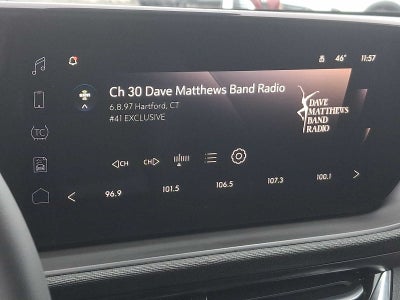 46° 11:57
Ch 30 Dave Matthews Band Radio
6.8.97 Hartford, CT
#41 EXCLUSIVE
DAVE
MATTHEWS
BAND
RADIO
TC
CH CH
96.9 101.5 106.5 107.3 100.1